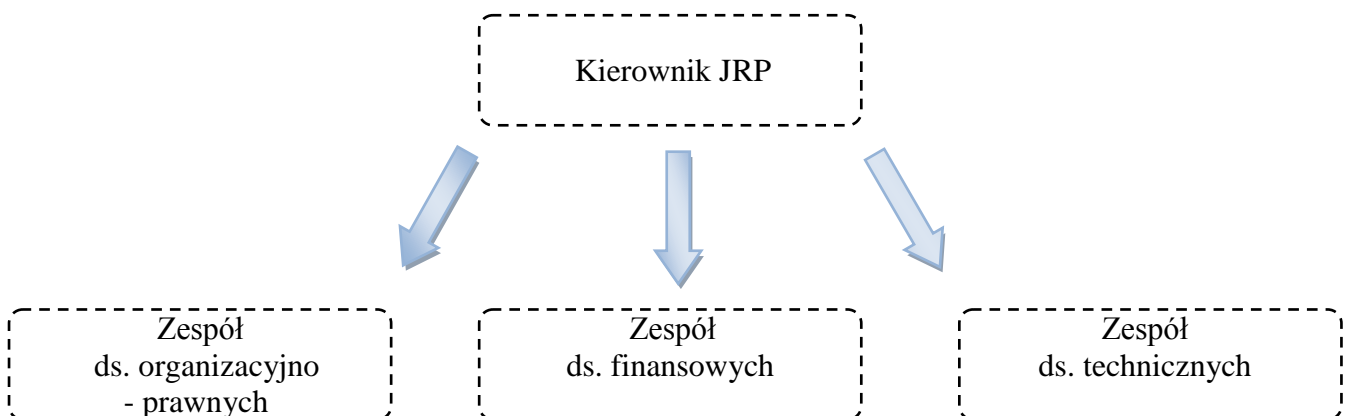 Kierownik JRP
Zespół
ds. organizacyjno
- prawnych
Zespół
ds. finansowych
Zespół
ds. technicznych